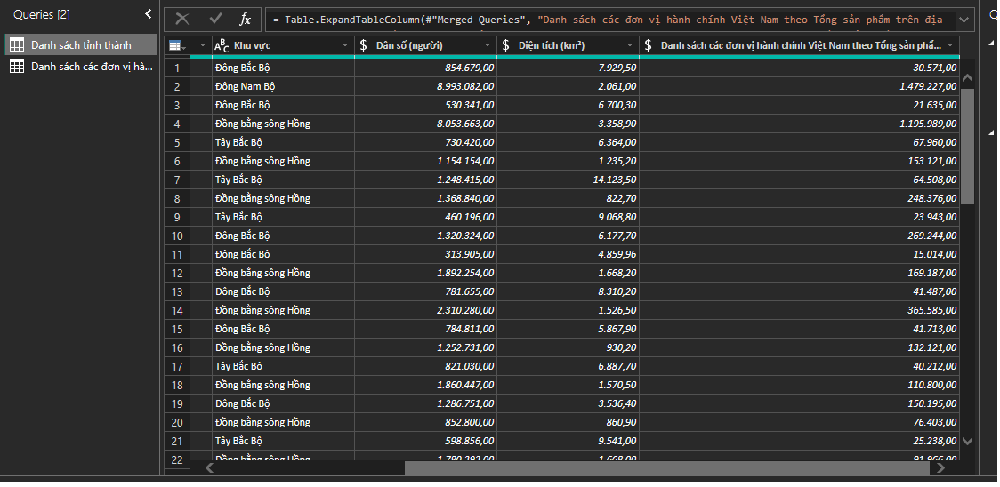 Queries [2]
= Table.ExpandTableColumn(#"Merged Queries", "Danh sách các đơn vị hành chính Việt Nam theo Tổng sản phẩm trên địa
Danh sách tỉnh thành
Danh sách các đơn vị hà...
Khu vực $ Dân số (người) $ Diện tích (km²) $ Danh sách các đơn vị hành chính Việt Nam theo Tổng sản phẩ...
1 Đông Bắc Bộ 854.679,00 7.929,50 30.571,00
2 Đông Nam Bộ 8.993.082,00 2.061,00 1.479.227,00
3 Đông Bắc Bộ 530.341,00 6.700,30 21.635,00
4 Đồng bằng sông Hồng 8.053.663,00 3.358,90 1.195.989,00
5 Tây Bắc Bộ 730.420,00 6.364,00 67.960,00
6 Đồng bằng sông Hồng 1.154.154,00 1.235,20 153.121,00
7 Tây Bắc Bộ 1.248.415,00 14.123,50 64.508,00
8 Đồng bằng sông Hồng 1.368.840,00 822,70 248.376,00
9 Tây Bắc Bộ 460.196,00 9.068,80 23.943,00
10 Đông Bắc Bộ 1.320.324,00 6.177,70 269.244,00
11 Đông Bắc Bộ 313.905,00 4.859,96 15.014,00
12 Đồng bằng sông Hồng 1.892.254,00 1.668,20 169.187,00
13 Đông Bắc Bộ 781.655,00 8.310,20 41.487,00
14 Đồng bằng sông Hồng 2.310.280,00 1.526,50 365.585,00
15 Đông Bắc Bộ 784.811,00 5.867,90 41.713,00
16 Đồng bằng sông Hồng 1.252.731,00 930,20 132.121,00
17 Tây Bắc Bộ 821.030,00 6.887,70 40.212,00
18 Đồng bằng sông Hồng 1.860.447,00 1.570,50 110.800,00
19 Đông Bắc Bộ 1.286.751,00 3.536,40 150.195,00
20 Đồng bằng sông Hồng 852.800,00 860,90 76.403,00
21 Tây Bắc Bộ 598.856,00 9.541,00 25.238,00
22 Đồng bằng sông Hồng 1.780.393,00 1.668,00 91.966,00